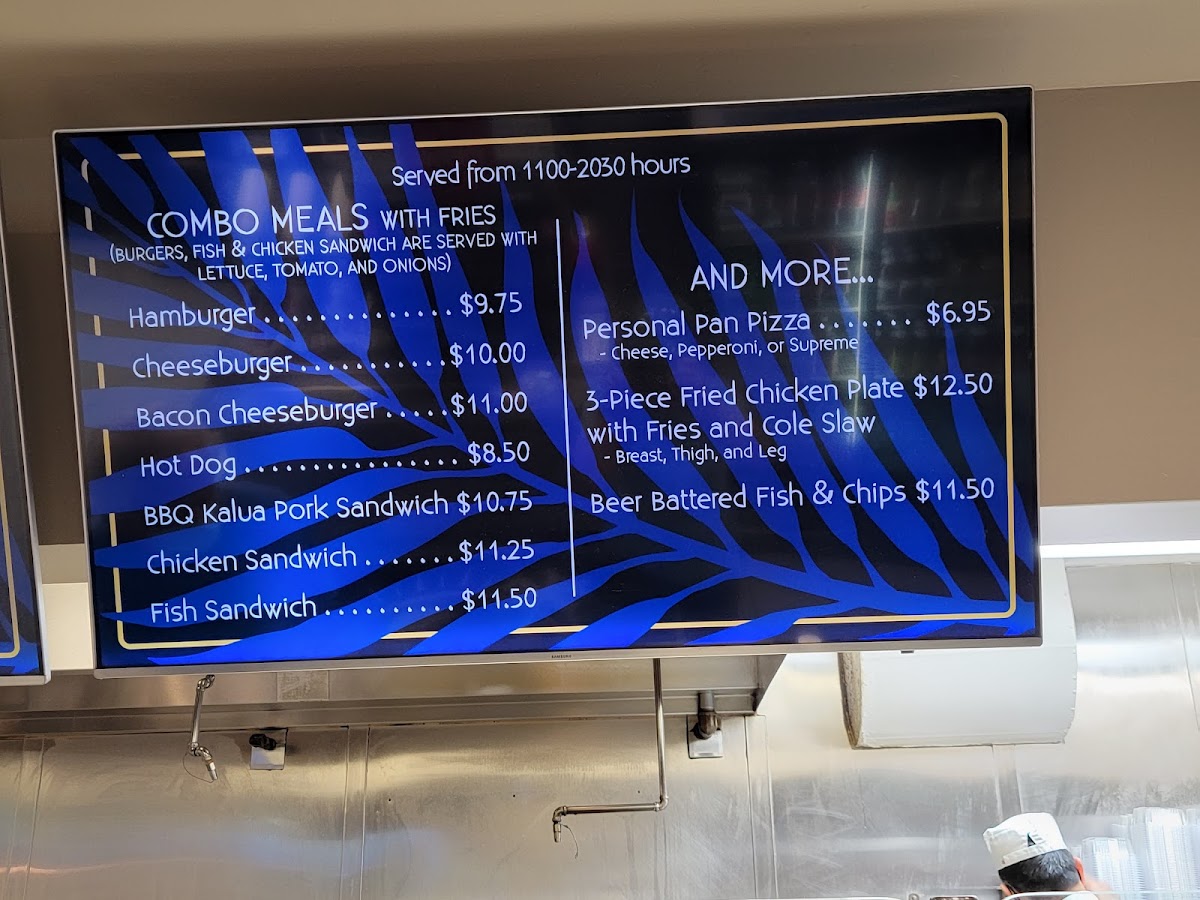 Served from 1100-2030 hours
COMBO MEALS WITH FRIES
(BURGERS, FISH & CHICKEN SANDWICH ARE SERVED WITH
LETTUCE, TOMATO, AND ONIONS)
Hamburger . . . . . . . . . . . . . . $9.75
Cheeseburger . . . . . . . . . . . $10.00
Bacon Cheeseburger . . . . . $11.00
Hot Dog . . . . . . . . . . . . . . . . $8.50
BBQ Kalua Pork Sandwich $10.75
Chicken Sandwich . . . . . . . $11.25
Fish Sandwich . . . . . . . . . . $11.50
AND MORE...
Personal Pan Pizza . . . . . . . $6.95
- Cheese, Pepperoni, or Supreme
3-Piece Fried Chicken Plate $12.50
with Fries and Cole Slaw
- Breast, Thigh, and Leg
Beer Battered Fish & Chips $11.50
SAMSUNG